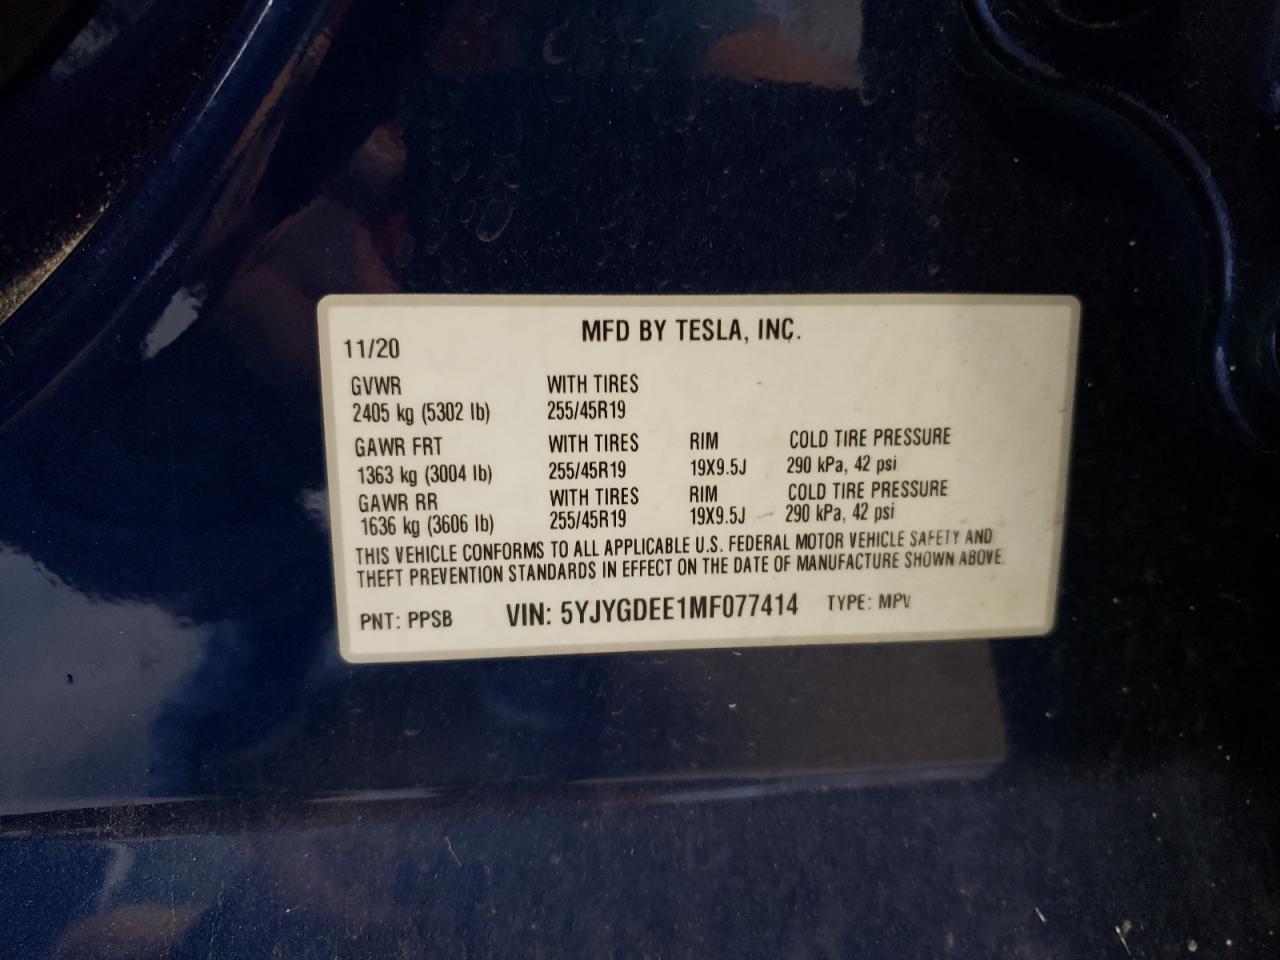 MFD BY TESLA, INC.
11/20
GVWR WITH TIRES
2405 kg (5302 lb) 255/45R19
GAWR FRT WITH TIRES RIM COLD TIRE PRESSURE
1363 kg (3004 lb) 255/45R19 19X9.5J 290 kPa, 42 psi
GAWR RR WITH TIRES RIM COLD TIRE PRESSURE
1636 kg (3606 lb) 255/45R19 19X9.5J 290 kPa, 42 psi
THIS VEHICLE CONFORMS TO ALL APPLICABLE U.S. FEDERAL MOTOR VEHICLE SAFETY AND
THEFT PREVENTION STANDARDS IN EFFECT ON THE DATE OF MANUFACTURE SHOWN ABOVE.
PNT: PPSB VIN: 5YJYGDEE1MF077414 TYPE: MPV